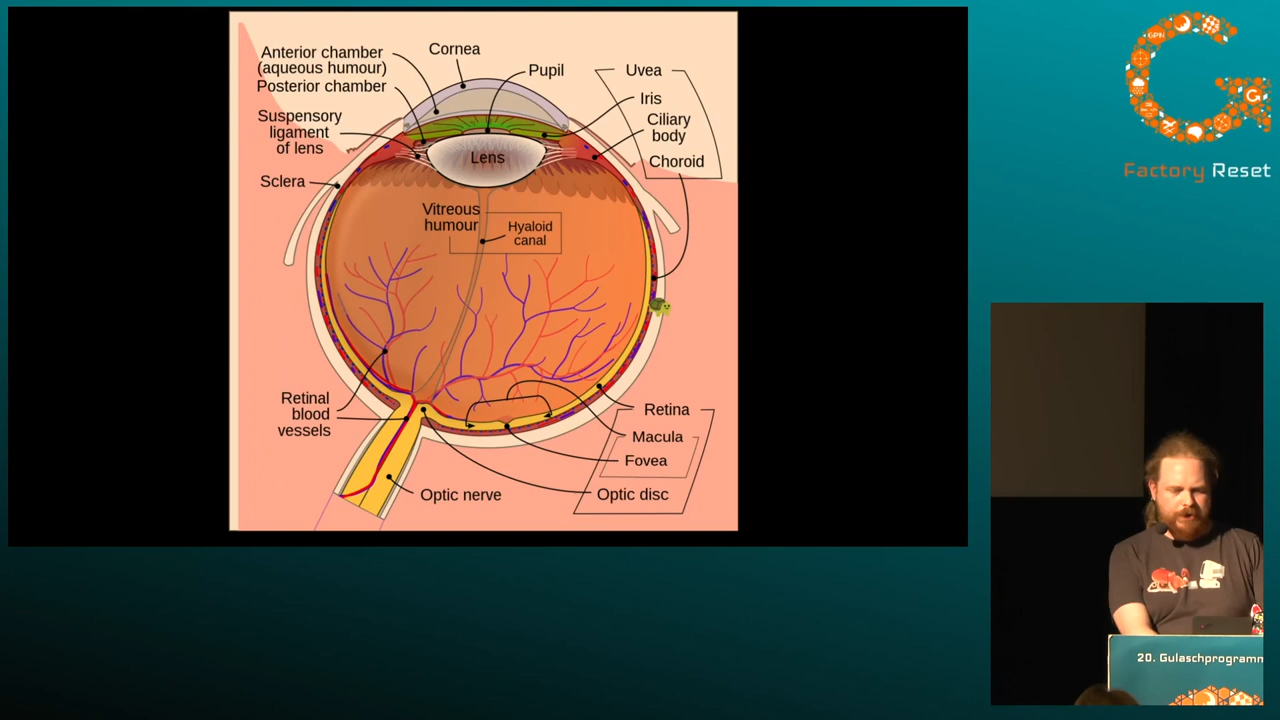 Anterior chamber
(aqueous humour)
Posterior chamber
Suspensory
ligament
of lens
Sclera
Cornea
Pupil
Uvea
Iris
Ciliary
body
Choroid
Lens
Vitreous
humour
Hyaloid
canal
Retinal
blood
vessels
Optic nerve
Retina
Macula
Fovea
Optic disc
GPN
G
Factory Reset
20. Gulaschprogramm